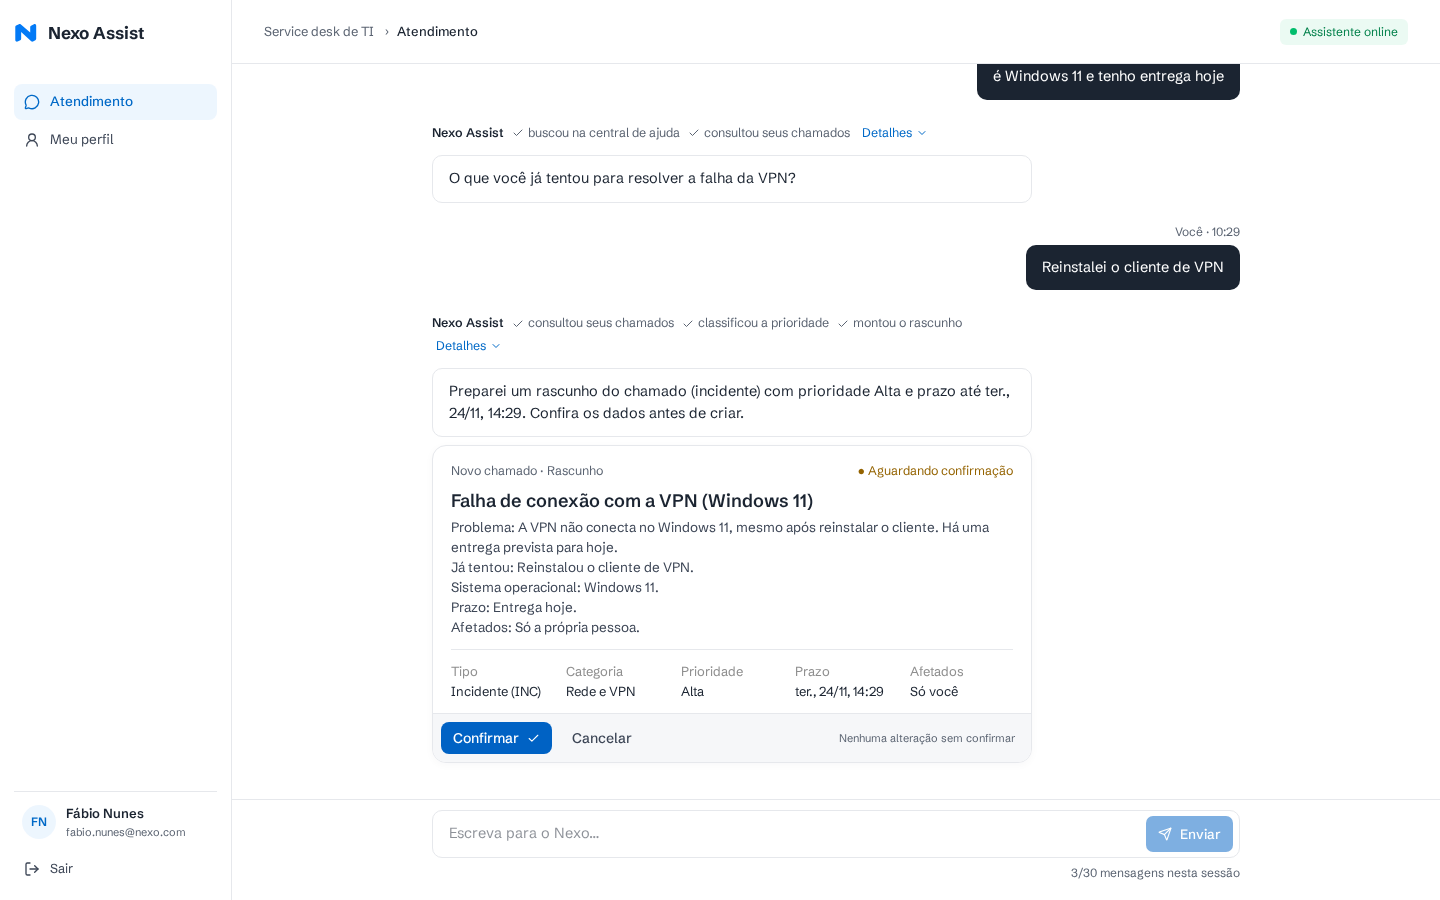 Nexo Assist
Atendimento
Meu perfil
Fábio Nunes
FN
fabio.nunes@nexo.com
Sair
Service desk de TI › Atendimento
Assistente online
é Windows 11 e tenho entrega hoje
Nexo Assist buscou na central de ajuda consultou seus chamados Detalhes
O que você já tentou para resolver a falha da VPN?
Você · 10:29
Reinstalei o cliente de VPN
Nexo Assist consultou seus chamados classificou a prioridade montou o rascunho
Detalhes
Preparei um rascunho do chamado (incidente) com prioridade Alta e prazo até ter.,
24/11, 14:29. Confira os dados antes de criar.
Novo chamado · Rascunho
Aguardando confirmação
Falha de conexão com a VPN (Windows 11)
Problema: A VPN não conecta no Windows 11, mesmo após reinstalar o cliente. Há uma
entrega prevista para hoje.
Já tentou: Reinstalou o cliente de VPN.
Sistema operacional: Windows 11.
Prazo: Entrega hoje.
Afetados: Só a própria pessoa.
Tipo Categoria Prioridade Prazo Afetados
Incidente (INC) Rede e VPN Alta ter., 24/11, 14:29 Só você
Confirmar Cancelar Nenhuma alteração sem confirmar
Escreva para o Nexo... Enviar
3/30 mensagens nesta sessão